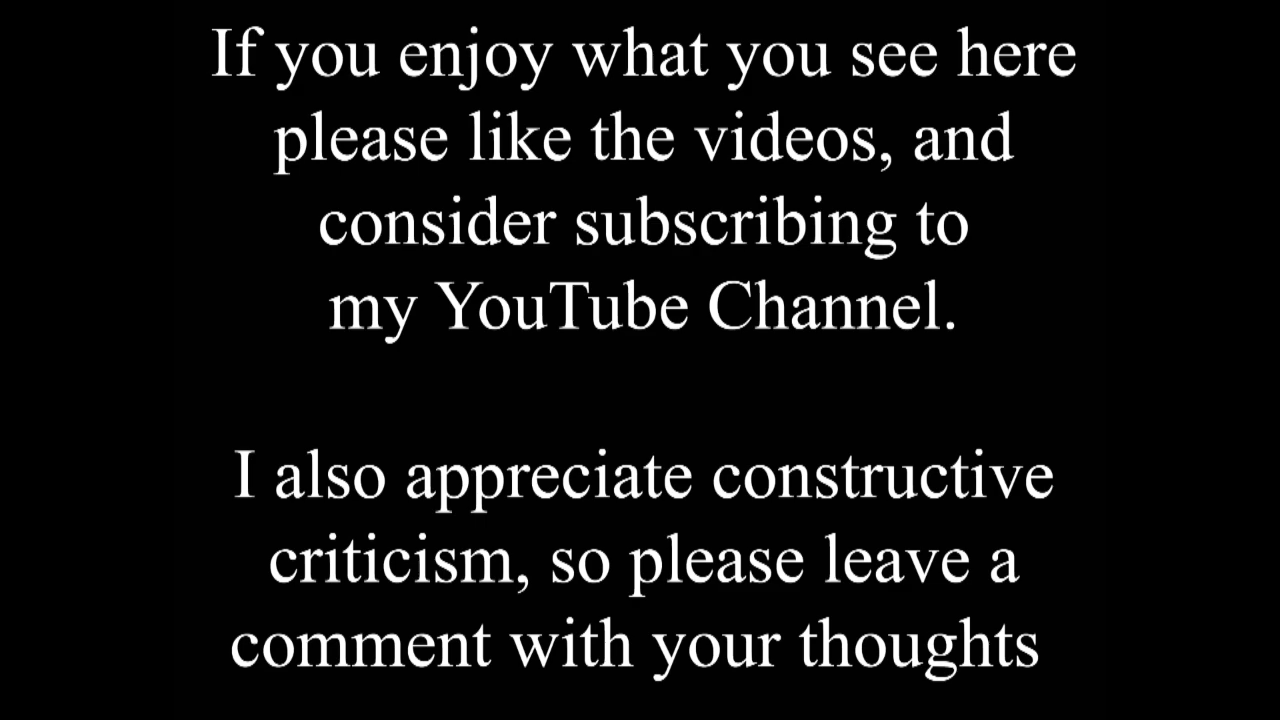 If you enjoy what you see here
please like the videos, and
consider subscribing to
my YouTube Channel.
I also appreciate constructive
criticism, so please leave a
comment with your thoughts